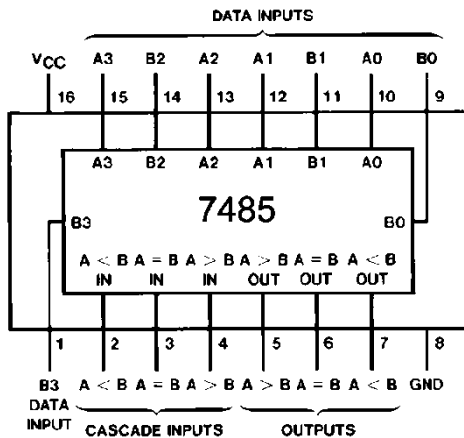 DATA INPUTS
VCC A3 B2 A2 A1 B1 A0 B0
16 15 14 13 12 11 10 9
A3 B2 A2 A1 B1 A0
7485
B3 B0
A < B A = B A > B A > B A = B A < B
IN IN IN OUT OUT OUT
1 2 3 4 5 6 7 8
B3 A < B A = B A > B A > B A = B A < B GND
DATA
INPUT CASCADE INPUTS OUTPUTS